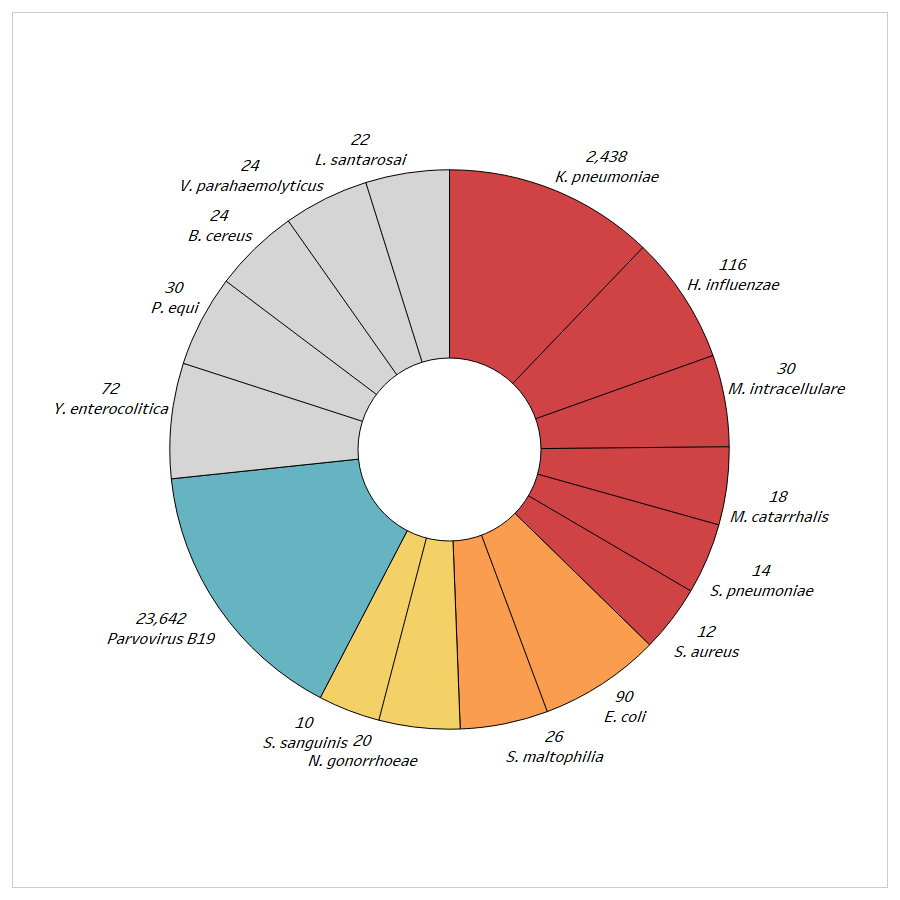 22
L. santarosai
2,438
K. pneumoniae
24
V. parahaemolyticus
24
B. cereus
116
H. influenzae
30
P. equi
30
M. intracellulare
72
Y. enterocolitica
18
M. catarrhalis
14
S. pneumoniae
23,642
Parvovirus B19
12
S. aureus
90
E. coli
10
S. sanguinis
20
N. gonorrhoeae
26
S. maltophilia